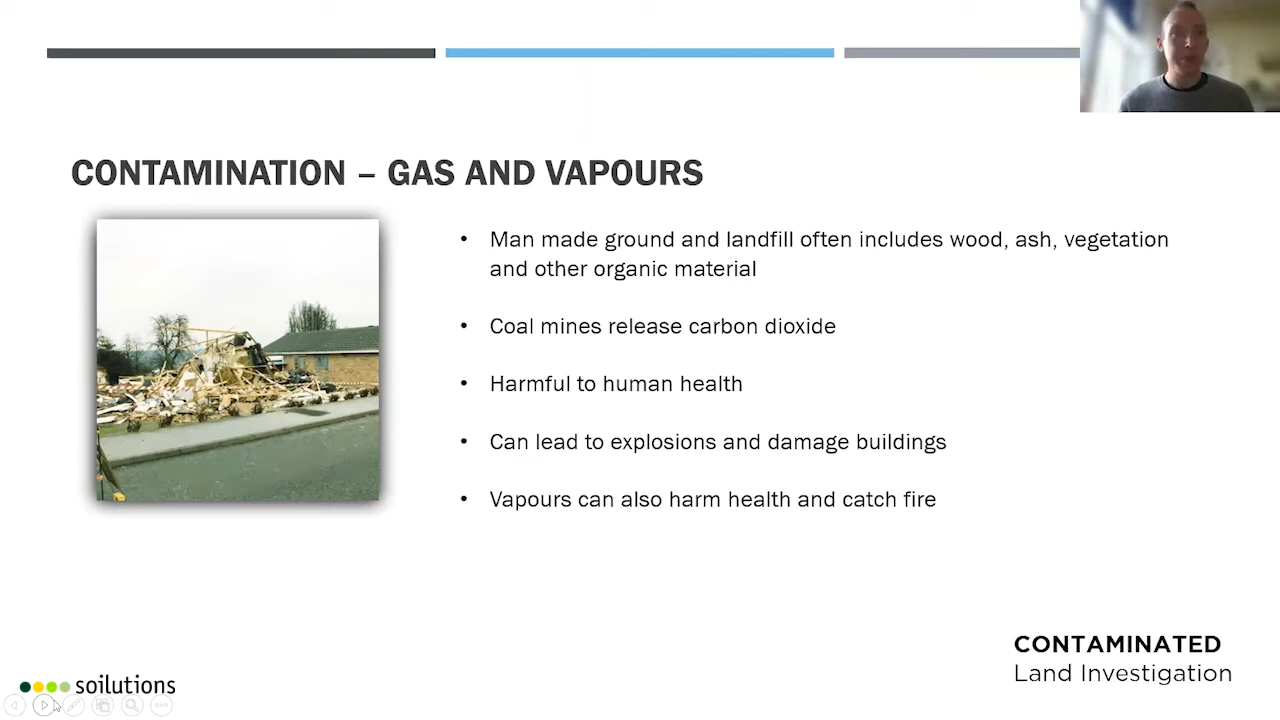 CONTAMINATION – GAS AND VAPOURS
• Man made ground and landfill often includes wood, ash, vegetation
and other organic material
• Coal mines release carbon dioxide
• Harmful to human health
• Can lead to explosions and damage buildings
• Vapours can also harm health and catch fire
CONTAMINATED
Land Investigation
soilutions